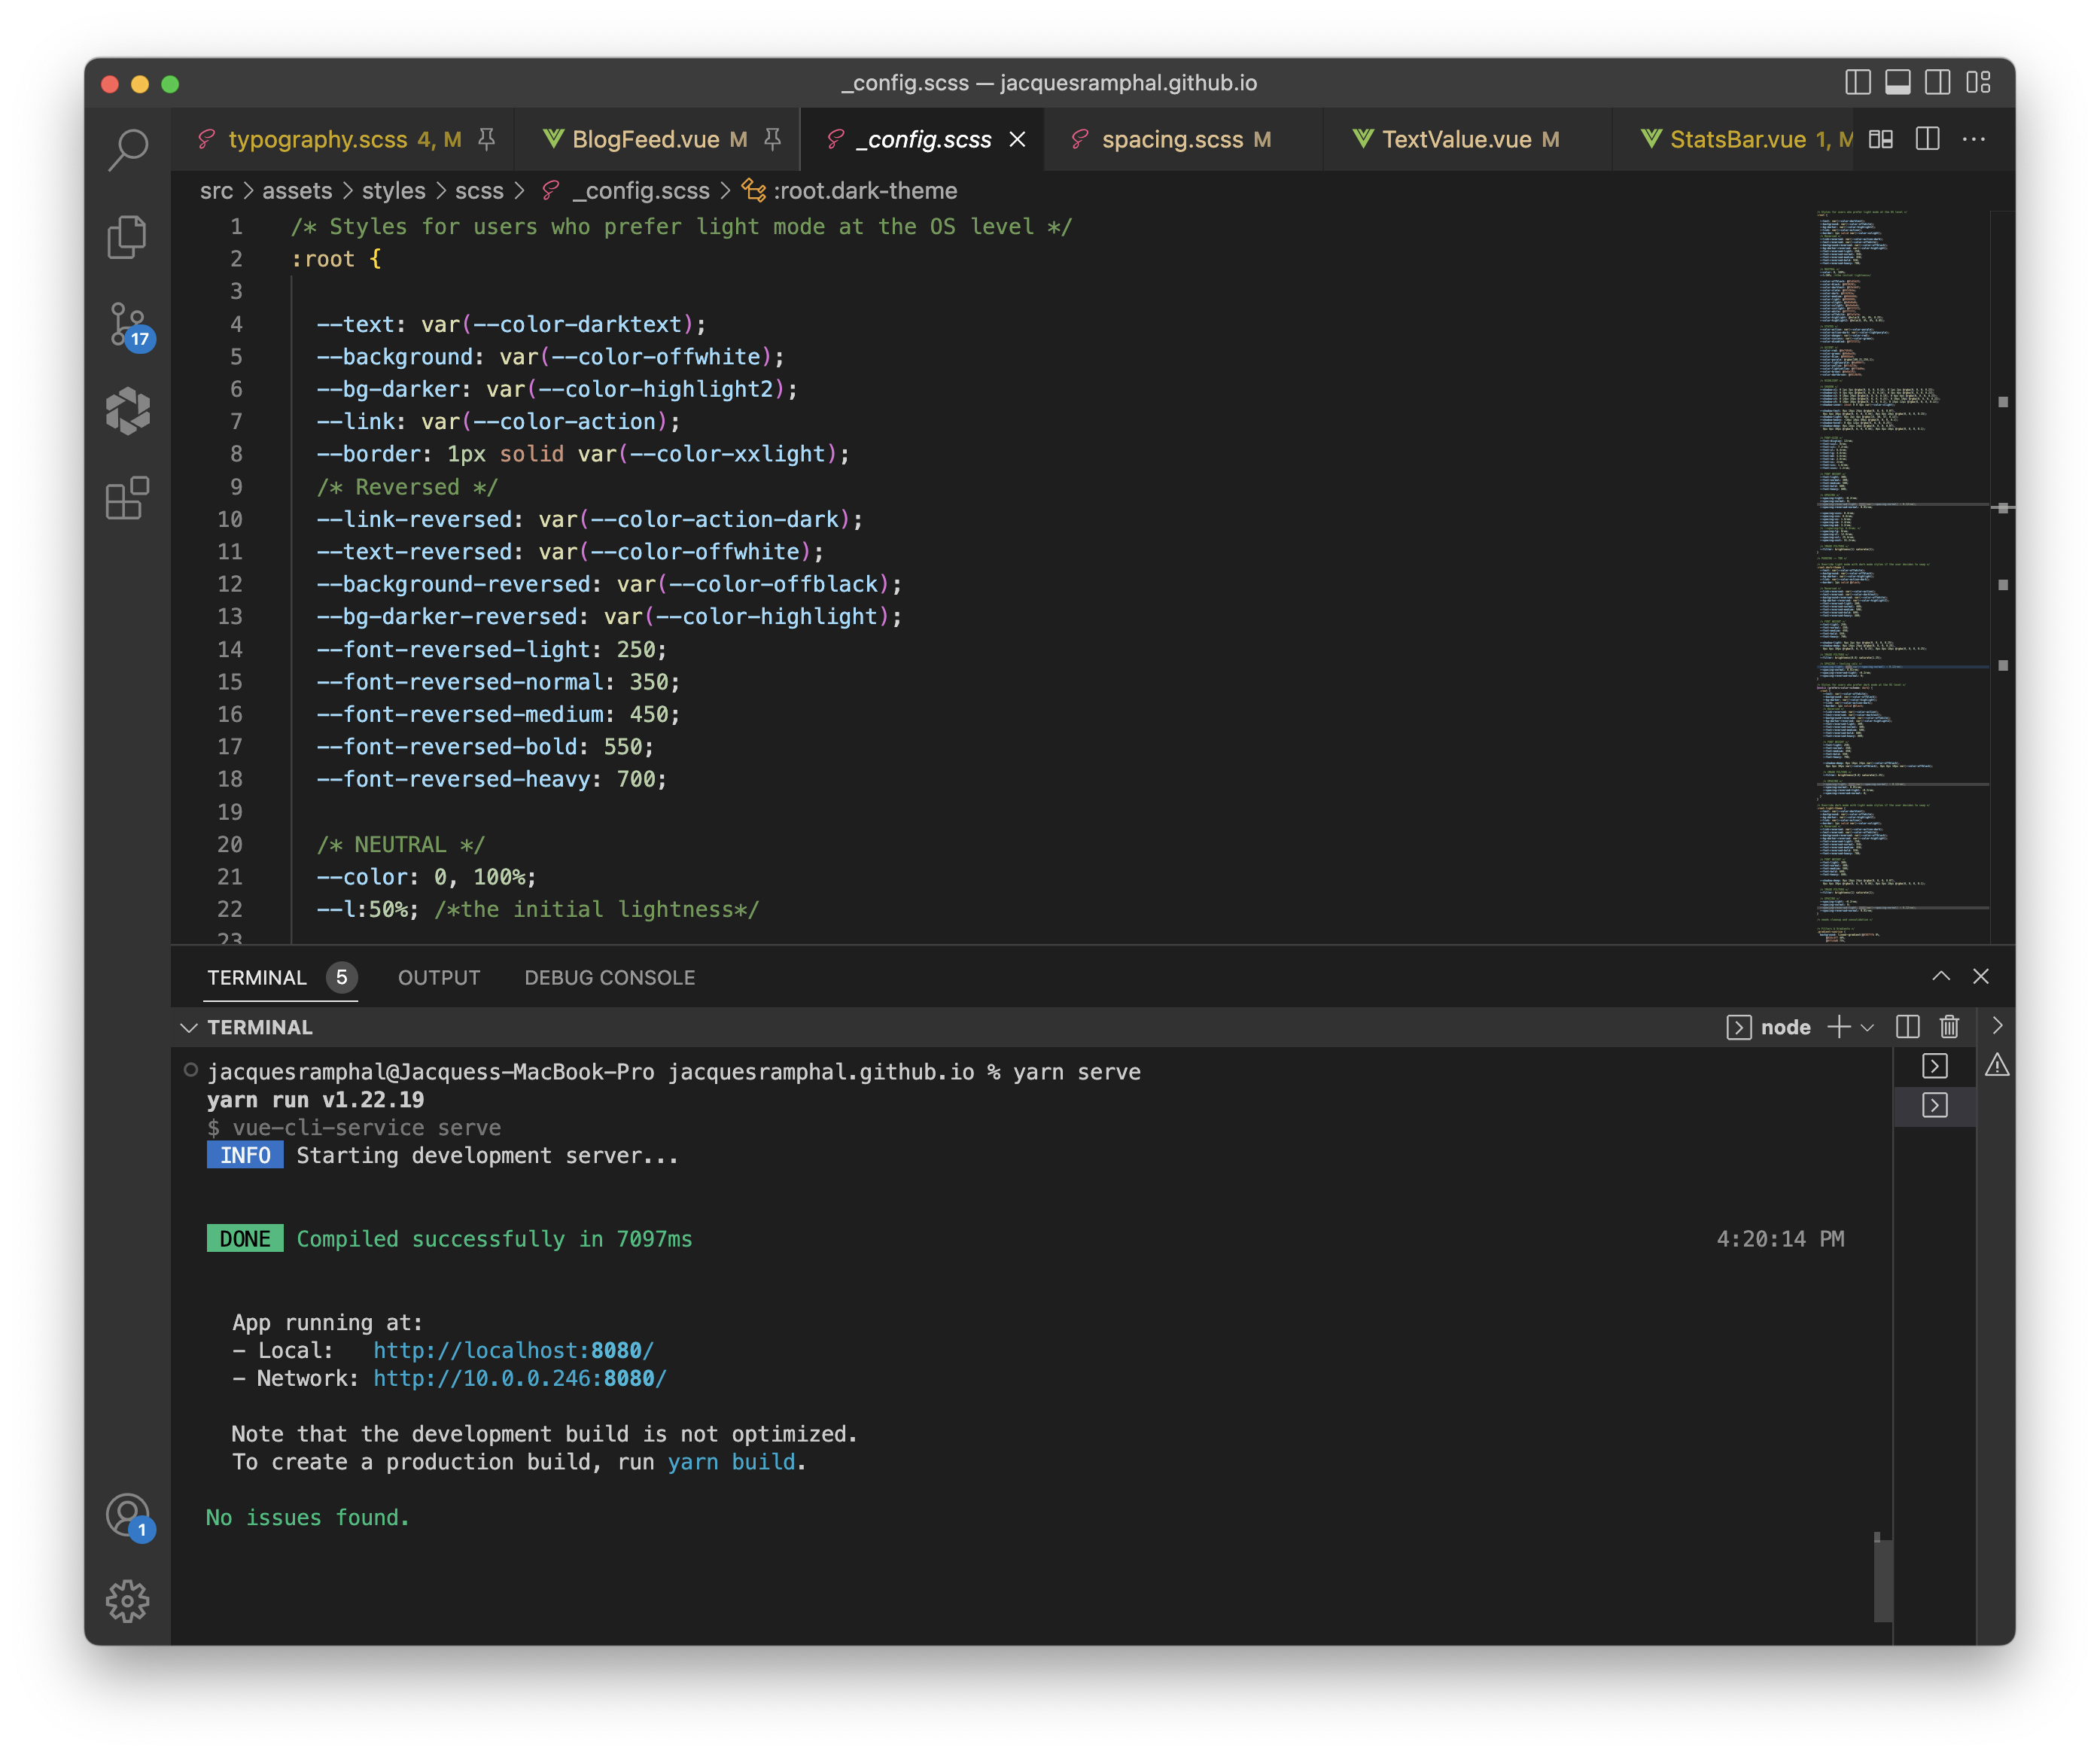 _config.scss — jacquesramphal.github.io
typography.scss 4, M BlogFeed.vue M _config.scss spacing.scss M TextValue.vue M StatsBar.vue 1, M
src > assets > styles > scss > _config.scss > :root.dark-theme
1 /* Styles for users who prefer light mode at the OS level */
2 :root {
3
4 --text: var(--color-darktext);
5 --background: var(--color-offwhite);
6 --bg-darker: var(--color-highlight2);
7 --link: var(--color-action);
8 --border: 1px solid var(--color-xxlight);
9 /* Reversed */
10 --link-reversed: var(--color-action-dark);
11 --text-reversed: var(--color-offwhite);
12 --background-reversed: var(--color-offblack);
13 --bg-darker-reversed: var(--color-highlight);
14 --font-reversed-light: 250;
15 --font-reversed-normal: 350;
16 --font-reversed-medium: 450;
17 --font-reversed-bold: 550;
18 --font-reversed-heavy: 700;
19
20 /* NEUTRAL */
21 --color: 0, 100%;
22 --l:50%; /*the initial lightness*/
23
17
TERMINAL 5 OUTPUT DEBUG CONSOLE
TERMINAL node
jacquesramphal@Jacquess-MacBook-Pro jacquesramphal.github.io % yarn serve
yarn run v1.22.19
$ vue-cli-service serve
INFO Starting development server...
DONE Compiled successfully in 7097ms 4:20:14 PM
App running at:
- Local: http://localhost:8080/
- Network: http://10.0.0.246:8080/
Note that the development build is not optimized.
To create a production build, run yarn build.
No issues found.
1